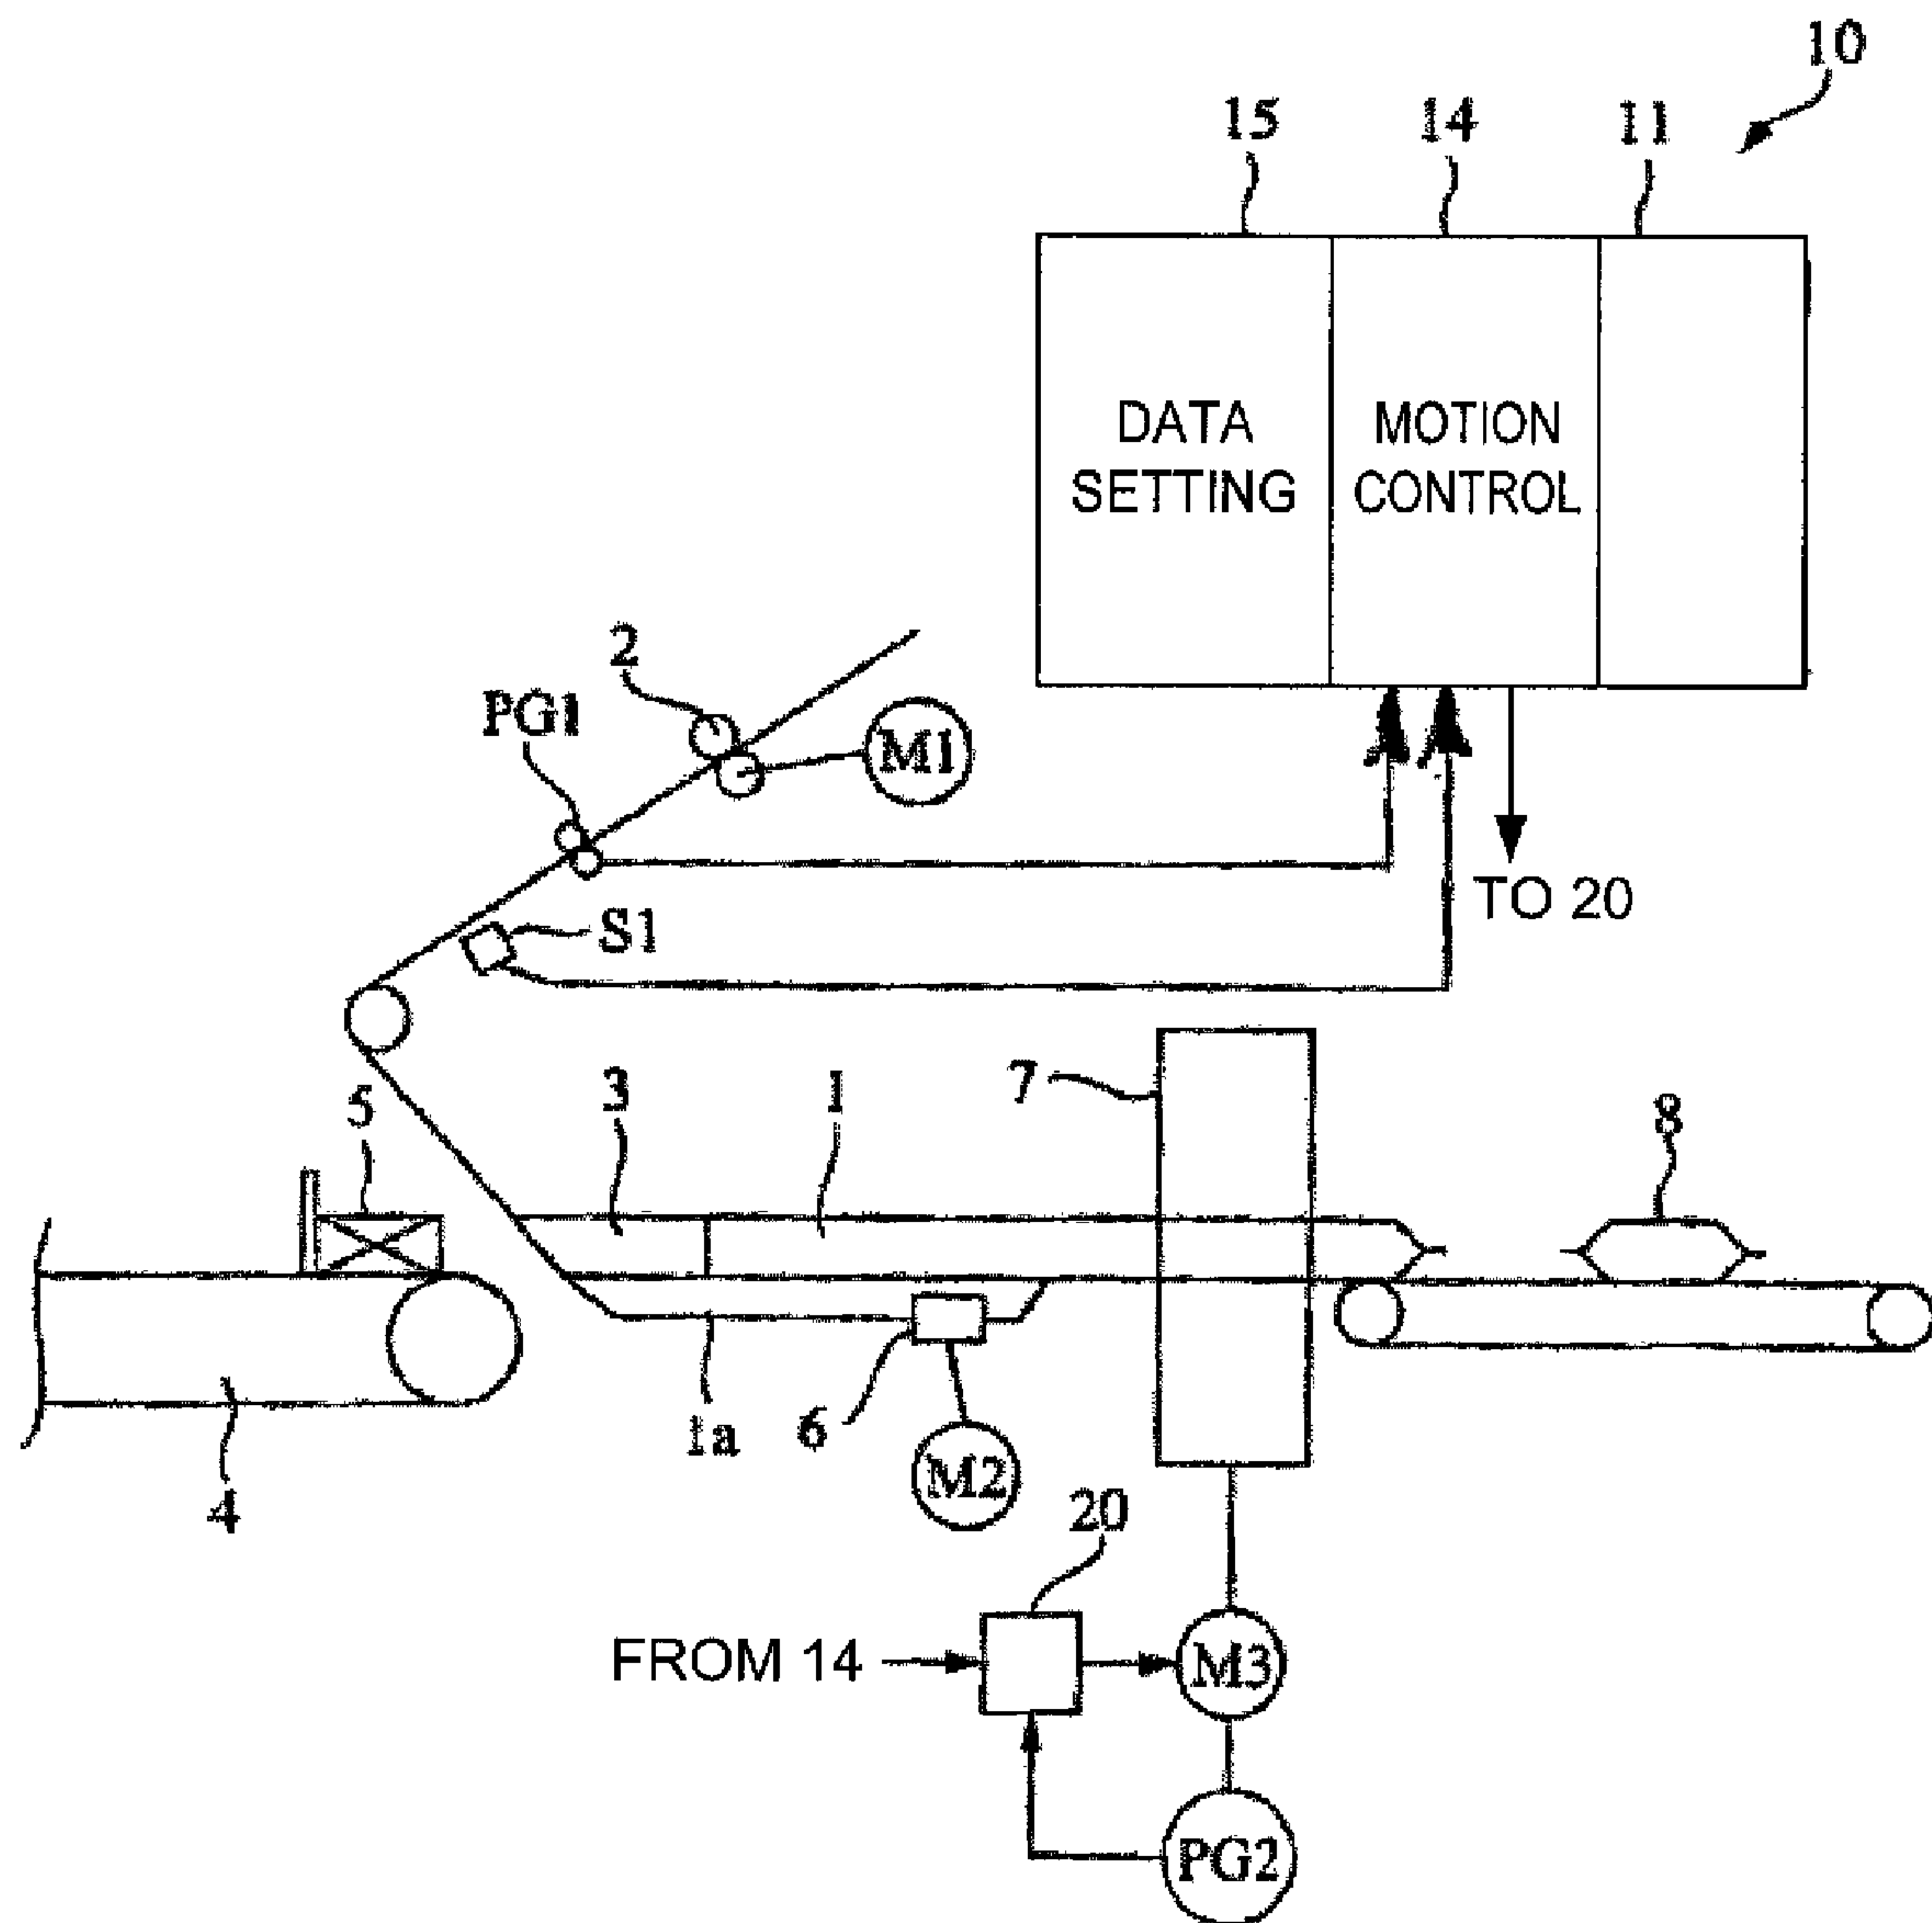 10
15
14
11
DATA
SETTING
MOTION
CONTROL
2
PG1
M1
TO 20
S1
5
3
1
7
8
1a
6
4
M2
20
FROM 14
M3
PG2